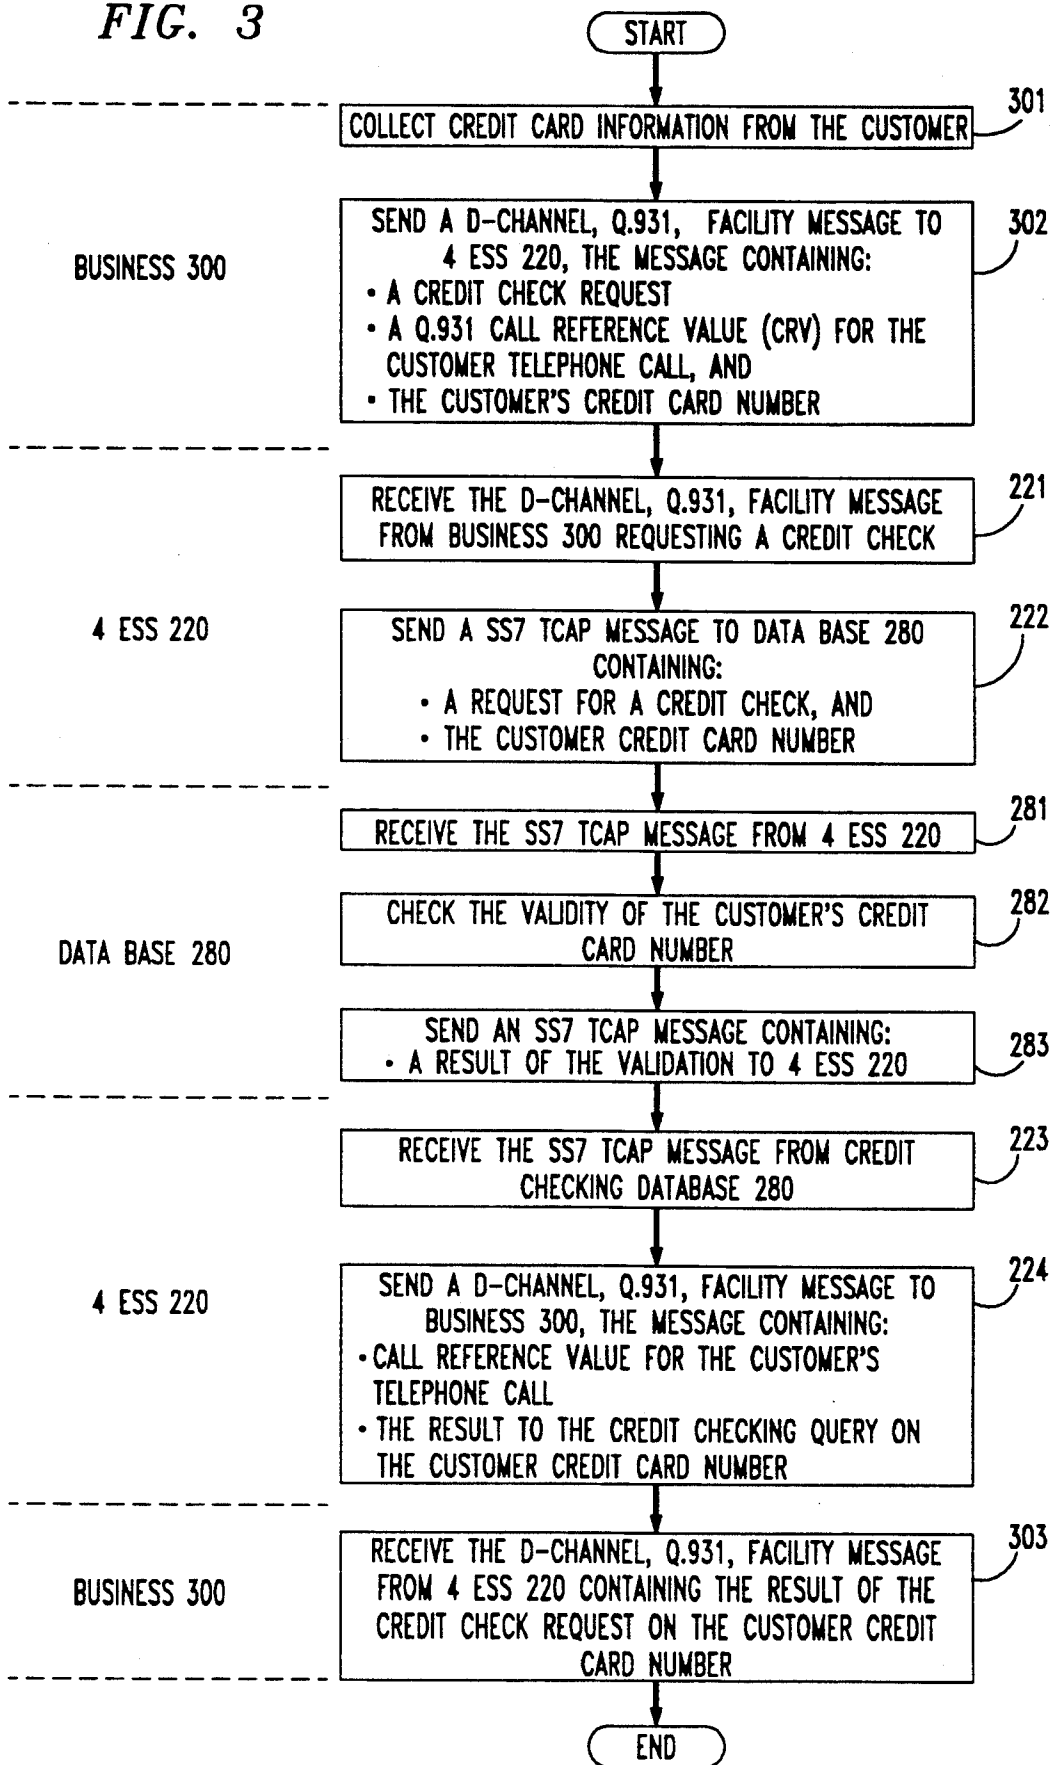 FIG. 3
START
301
COLLECT CREDIT CARD INFORMATION FROM THE CUSTOMER
302
SEND A D-CHANNEL, Q.931, FACILITY MESSAGE TO
4 ESS 220, THE MESSAGE CONTAINING:
• A CREDIT CHECK REQUEST
• A Q.931 CALL REFERENCE VALUE (CRV) FOR THE
CUSTOMER TELEPHONE CALL, AND
• THE CUSTOMER'S CREDIT CARD NUMBER
BUSINESS 300
221
RECEIVE THE D-CHANNEL, Q.931, FACILITY MESSAGE
FROM BUSINESS 300 REQUESTING A CREDIT CHECK
4 ESS 220
222
SEND A SS7 TCAP MESSAGE TO DATA BASE 280
CONTAINING:
• A REQUEST FOR A CREDIT CHECK, AND
• THE CUSTOMER CREDIT CARD NUMBER
281
RECEIVE THE SS7 TCAP MESSAGE FROM 4 ESS 220
282
CHECK THE VALIDITY OF THE CUSTOMER'S CREDIT
CARD NUMBER
DATA BASE 280
SEND AN SS7 TCAP MESSAGE CONTAINING:
• A RESULT OF THE VALIDATION TO 4 ESS 220
283
223
RECEIVE THE SS7 TCAP MESSAGE FROM CREDIT
CHECKING DATABASE 280
224
SEND A D-CHANNEL, Q.931, FACILITY MESSAGE TO
BUSINESS 300, THE MESSAGE CONTAINING:
• CALL REFERENCE VALUE FOR THE CUSTOMER'S
TELEPHONE CALL
• THE RESULT TO THE CREDIT CHECKING QUERY ON
THE CUSTOMER CREDIT CARD NUMBER
4 ESS 220
303
RECEIVE THE D-CHANNEL, Q.931, FACILITY MESSAGE
FROM 4 ESS 220 CONTAINING THE RESULT OF THE
CREDIT CHECK REQUEST ON THE CUSTOMER CREDIT
CARD NUMBER
BUSINESS 300
END